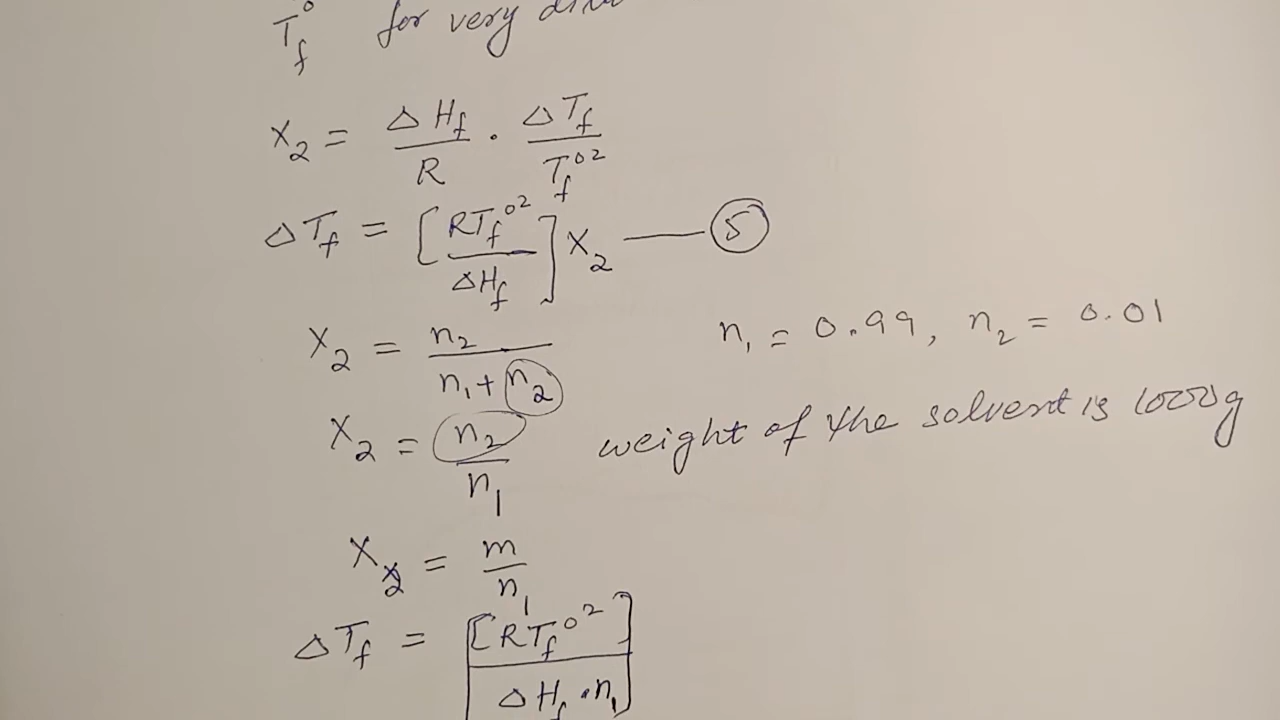 T_f° for very
X₂ = ΔH_f / R . ΔT_f / T_f°²
ΔT_f = [RT_f°² / ΔH_f] X₂ — ⑤
X₂ = n₂ / n₁ + n₂
n₁ = 0.99, n₂ = 0.01
X₂ = n₂ / n₁
weight of the solvent is 1000g
X₂ = m / n₁
ΔT_f = [RT_f°² / ΔH_f . n₁]